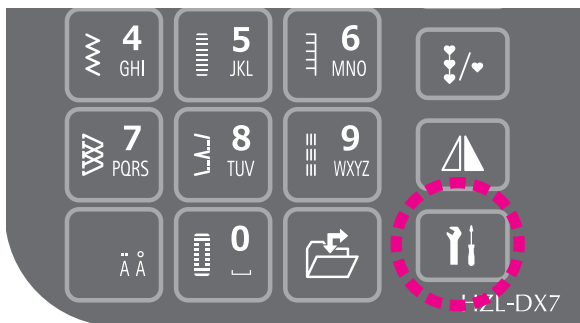 4 5 6
GHI JKL MNO
7 8 9
PQRS TUV WXYZ
0
Ä Å
HZL-DX7